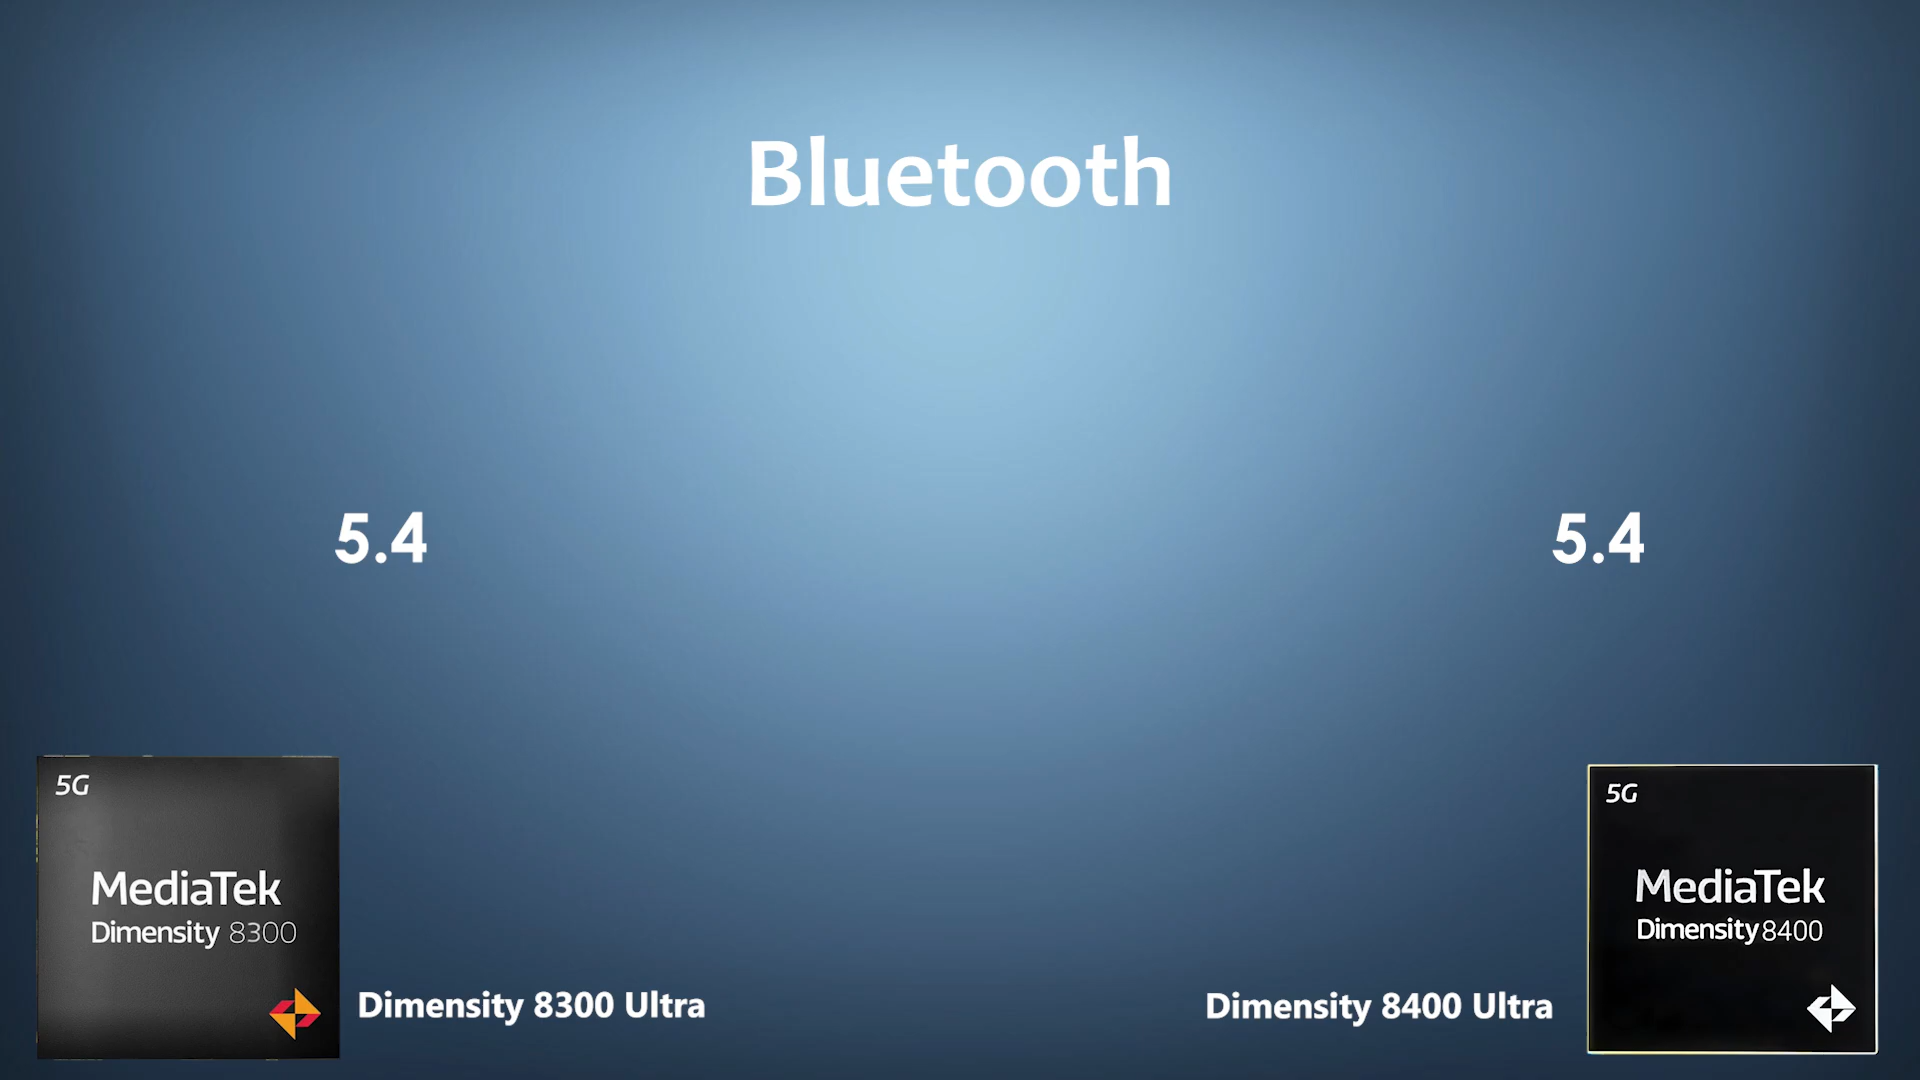 Bluetooth
5.4
5.4
5G
MediaTek
Dimensity 8300
Dimensity 8300 Ultra
5G
MediaTek
Dimensity 8400
Dimensity 8400 Ultra